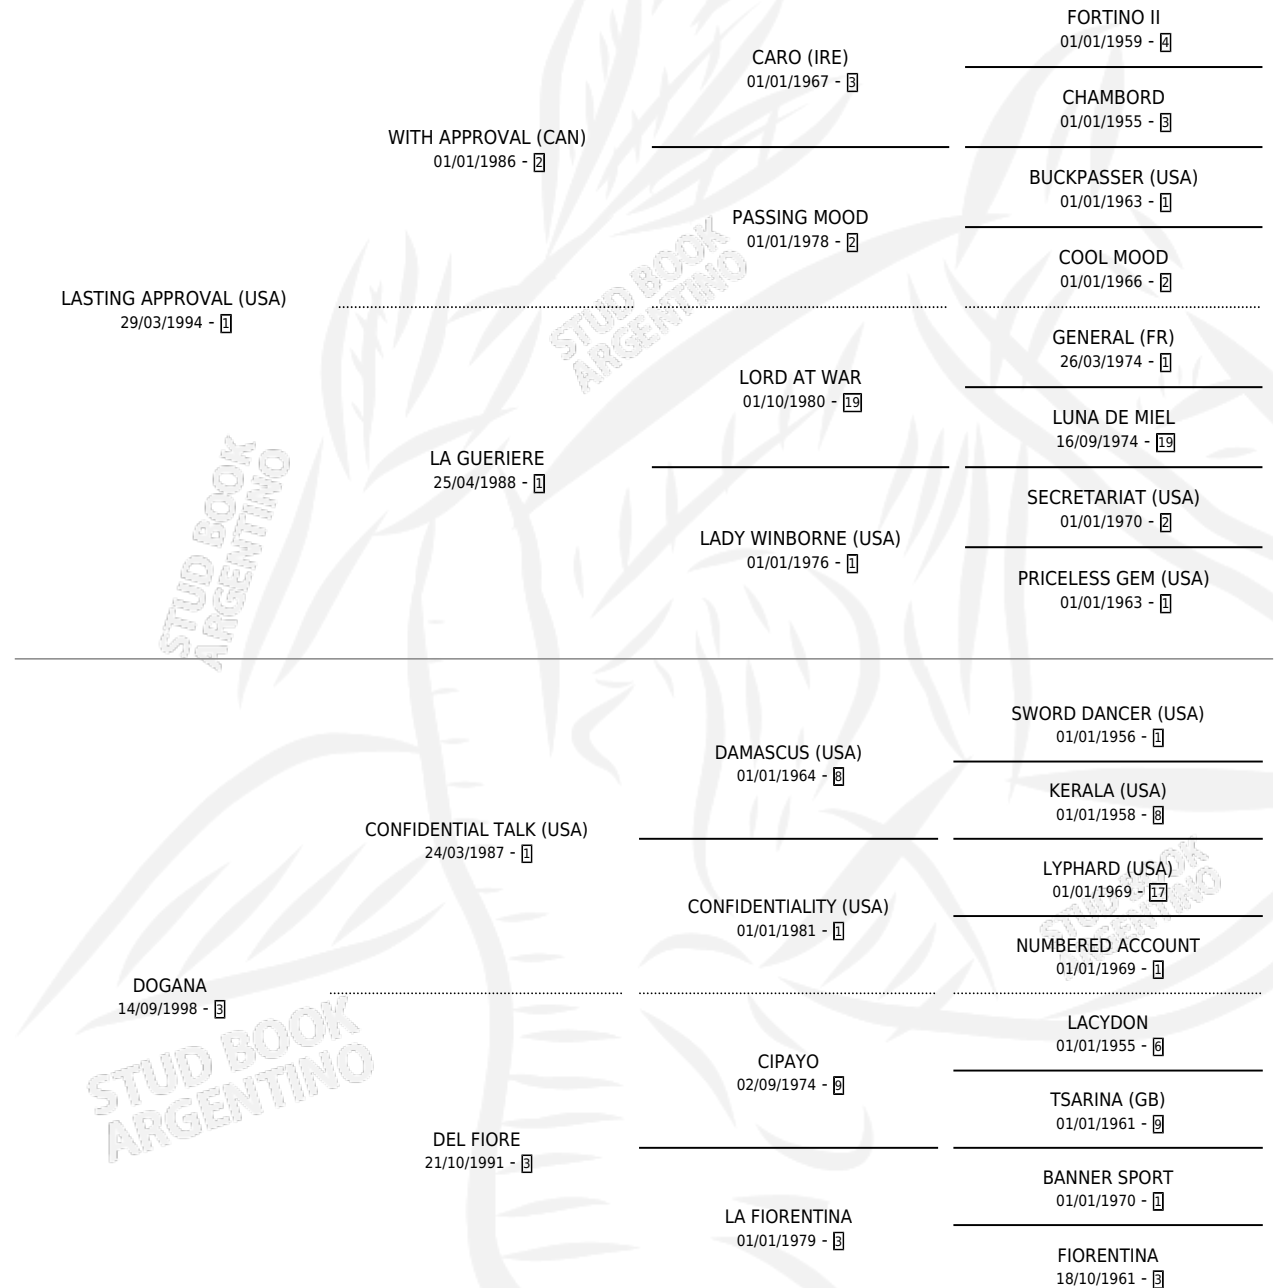 FORTINO II
01/01/1959 - 4
CARO (IRE)
01/01/1967 - 3
CHAMBORD
01/01/1955 - 3
WITH APPROVAL (CAN)
01/01/1986 - 2
BUCKPASSER (USA)
01/01/1963 - 1
PASSING MOOD
01/01/1978 - 2
COOL MOOD
01/01/1966 - 2
LASTING APPROVAL (USA)
29/03/1994 - 1
GENERAL (FR)
26/03/1974 - 1
LORD AT WAR
01/10/1980 - 19
LUNA DE MIEL
16/09/1974 - 19
LA GUERIERE
25/04/1988 - 1
SECRETARIAT (USA)
01/01/1970 - 2
LADY WINBORNE (USA)
01/01/1976 - 1
PRICELESS GEM (USA)
01/01/1963 - 1
SWORD DANCER (USA)
01/01/1956 - 1
DAMASCUS (USA)
01/01/1964 - 8
KERALA (USA)
01/01/1958 - 8
CONFIDENTIAL TALK (USA)
24/03/1987 - 1
LYPHARD (USA)
01/01/1969 - 17
CONFIDENTIALITY (USA)
01/01/1981 - 1
NUMBERED ACCOUNT
01/01/1969 - 1
DOGANA
14/09/1998 - 3
LACYDON
01/01/1955 - 6
CIPAYO
02/09/1974 - 9
TSARINA (GB)
01/01/1961 - 9
DEL FIORE
21/10/1991 - 3
BANNER SPORT
01/01/1970 - 1
LA FIORENTINA
01/01/1979 - 3
FIORENTINA
18/10/1961 - 3
STUD BOOK
ARGENTINO
STUD BOOK
ARGENTINO
STUD BOOK
ARGENTINO
STUD BOOK
ARGENTINO